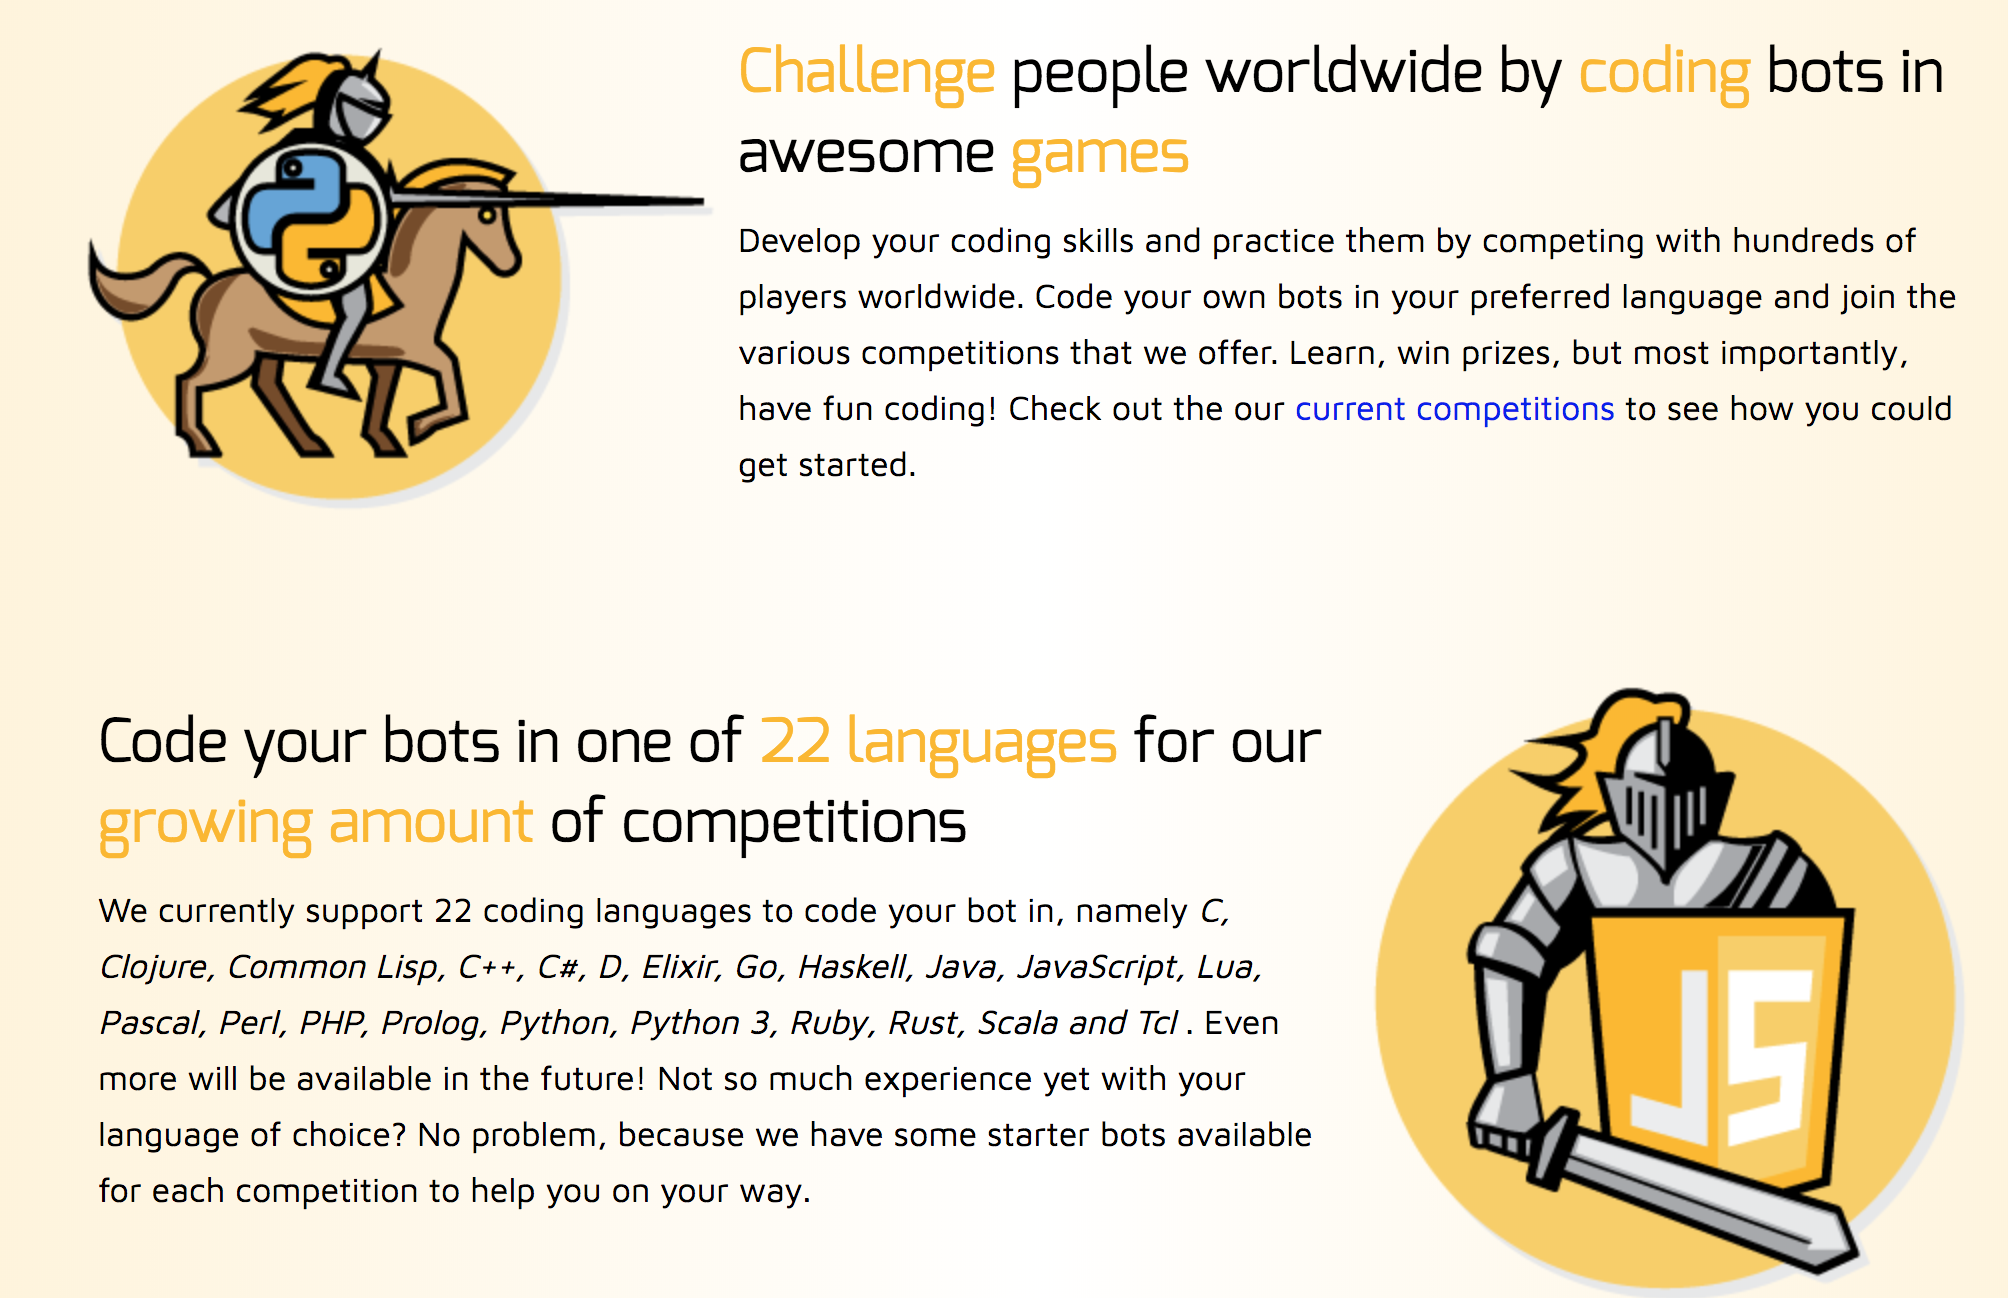 Challenge people worldwide by coding bots in
awesome games
Develop your coding skills and practice them by competing with hundreds of
players worldwide. Code your own bots in your preferred language and join the
various competitions that we offer. Learn, win prizes, but most importantly,
have fun coding! Check out the our current competitions to see how you could
get started.
Code your bots in one of 22 languages for our
growing amount of competitions
We currently support 22 coding languages to code your bot in, namely C,
Clojure, Common Lisp, C++, C#, D, Elixir, Go, Haskell, Java, JavaScript, Lua,
Pascal, Perl, PHP, Prolog, Python, Python 3, Ruby, Rust, Scala and Tcl . Even
more will be available in the future! Not so much experience yet with your
language of choice? No problem, because we have some starter bots available
for each competition to help you on your way.
JS